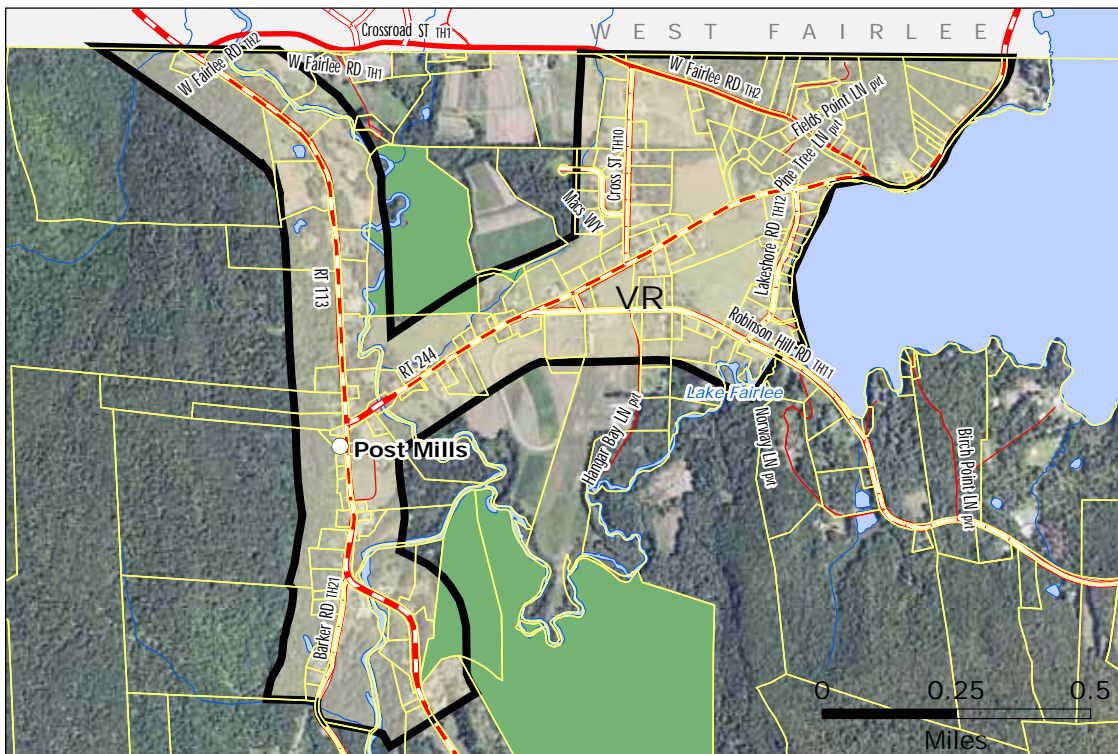 WEST FAIRLEE
Crossroad ST TH1
W Fairlee RD TH2
W Fairlee RD TH1
W Fairlee RD TH2
Fields Point LN pvt
Pine Tree LN pvt
Cross ST TH10
Macs WY
Lakeshore RD TH12
RT 113
VR
Robinson Hill RD TH11
RT 244
Lake Fairlee
Hangar Bay LN pvt
Norway LN pvt
Birch Point LN pvt
Post Mills
Barker RD TH21
0 0.25 0.5
Miles